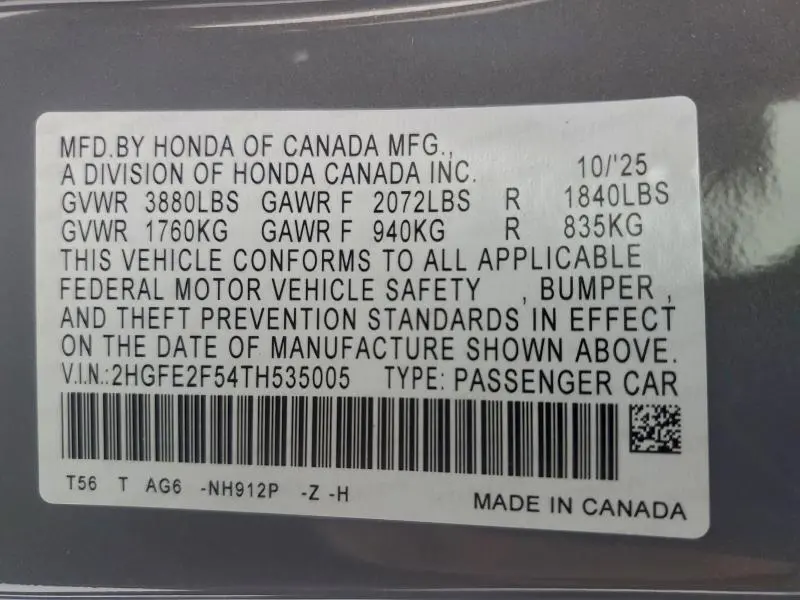 MFD.BY HONDA OF CANADA MFG.,
A DIVISION OF HONDA CANADA INC. 10/'25
GVWR 3880LBS GAWR F 2072LBS R 1840LBS
GVWR 1760KG GAWR F 940KG R 835KG
THIS VEHICLE CONFORMS TO ALL APPLICABLE
FEDERAL MOTOR VEHICLE SAFETY , BUMPER ,
AND THEFT PREVENTION STANDARDS IN EFFECT
ON THE DATE OF MANUFACTURE SHOWN ABOVE.
V.I.N.:2HGFE2F54TH535005 TYPE: PASSENGER CAR
T56 T AG6 -NH912P -Z -H
MADE IN CANADA